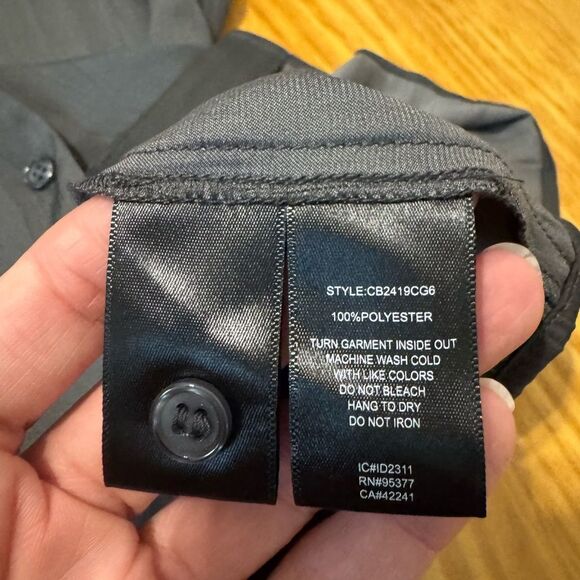 STYLE:CB2419CG6
100%POLYESTER
TURN GARMENT INSIDE OUT
MACHINE WASH COLD
WITH LIKE COLORS
DO NOT BLEACH
HANG TO DRY
DO NOT IRON
IC#ID2311
RN#95377
CA#42241